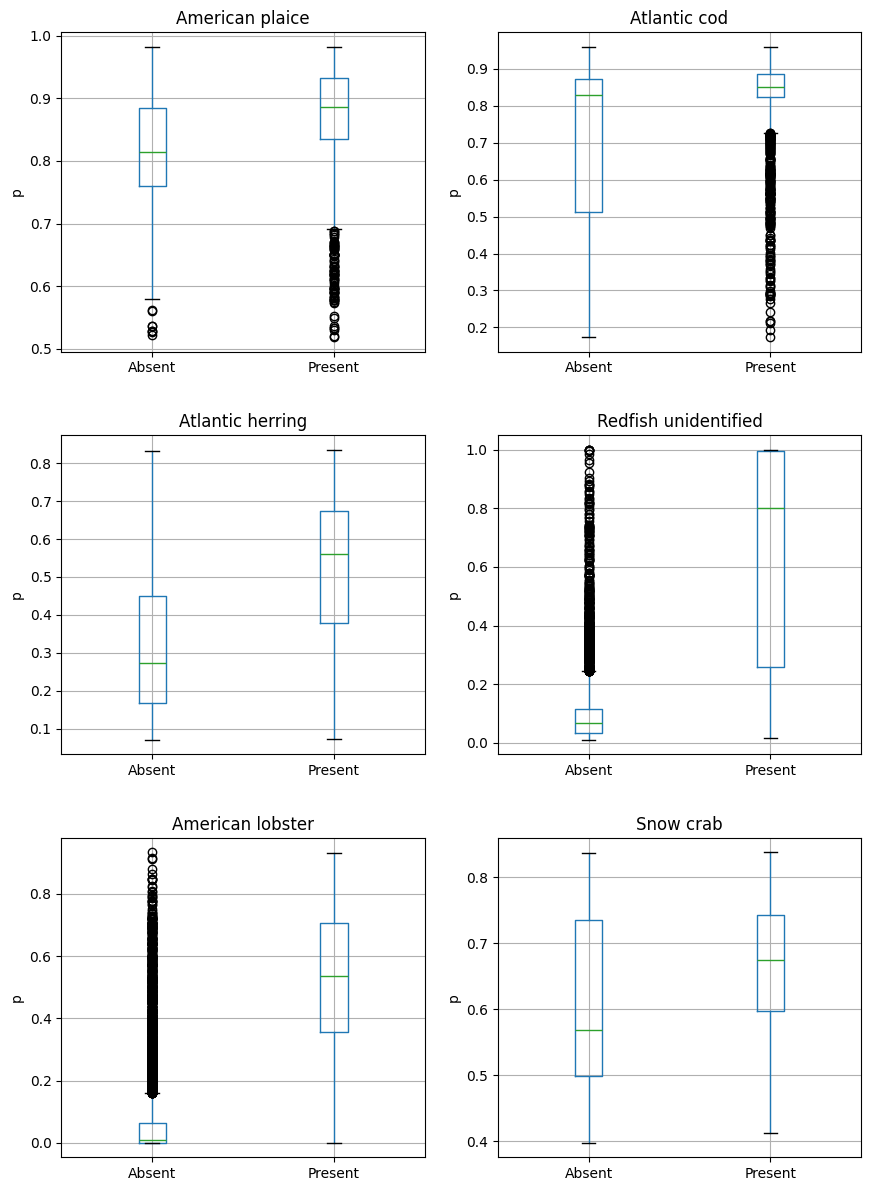 American plaice
1.0
0.9
0.8
0.7
0.6
0.5
p
Absent Present
Atlantic cod
0.9
0.8
0.7
0.6
0.5
0.4
0.3
0.2
p
Absent Present
Atlantic herring
0.8
0.7
0.6
0.5
0.4
0.3
0.2
0.1
p
Absent Present
Redfish unidentified
1.0
0.8
0.6
0.4
0.2
0.0
p
Absent Present
American lobster
0.8
0.6
0.4
0.2
0.0
p
Absent Present
Snow crab
0.8
0.7
0.6
0.5
0.4
p
Absent Present